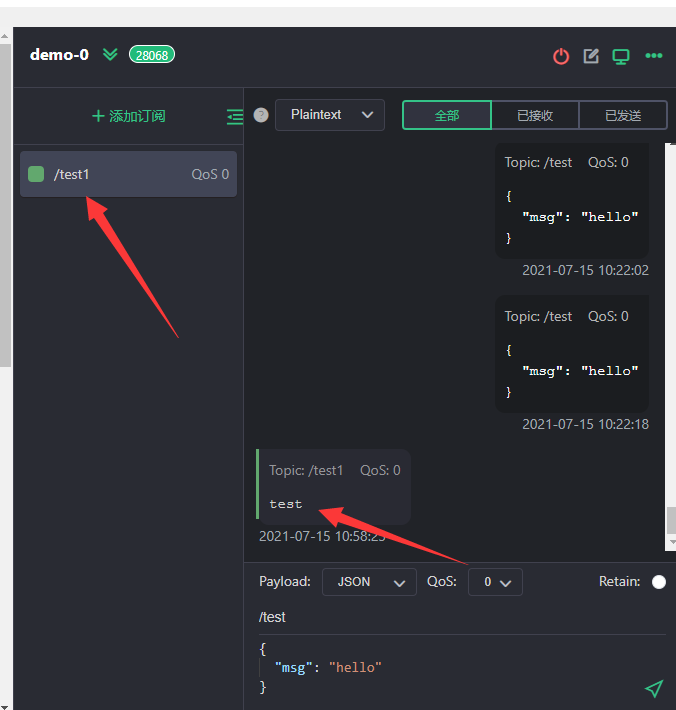 demo-0 28068
添加订阅
/test1 QoS 0
? Plaintext 全部 已接收 已发送
Topic: /test QoS: 0
{
"msg": "hello"
}
2021-07-15 10:22:02
Topic: /test QoS: 0
{
"msg": "hello"
}
2021-07-15 10:22:18
Topic: /test1 QoS: 0
test
2021-07-15 10:58:25
Payload: JSON QoS: 0 Retain:
/test
{
"msg": "hello"
}